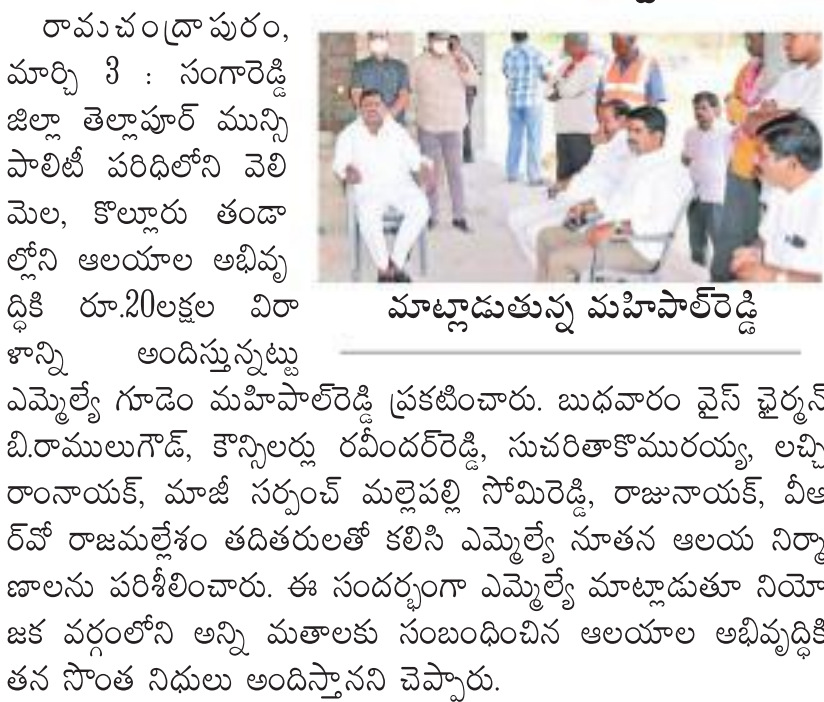 రామచంద్రాపురం,
మార్చి 3 : సంగారెడ్డి
జిల్లా తెల్లాపూర్ మున్సి
పాలిటీ పరిధిలోని వెలి
మెల, కొల్లూరు తండా
ల్లోని ఆలయాల అభివృ
ద్ధికి రూ.20లక్షల విరా
ళాన్ని అందిస్తున్నట్టు
మాట్లాడుతున్న మహిపాల్‌రెడ్డి
ఎమ్మెల్యే గూడెం మహిపాల్‌రెడ్డి ప్రకటించారు. బుధవారం వైస్ ఛైర్మన్
బి.రాములుగౌడ్, కౌన్సిలర్లు రవీందర్‌రెడ్డి, సుచరితాకొమురయ్య, లచ్చి
రాంనాయక్, మాజీ సర్పంచ్ మల్లెపల్లి సోమిరెడ్డి, రాజునాయక్, వీఆ
ర్‌వో రాజమల్లేశం తదితరులతో కలిసి ఎమ్మెల్యే నూతన ఆలయ నిర్మా
ణాలను పరిశీలించారు. ఈ సందర్భంగా ఎమ్మెల్యే మాట్లాడుతూ నియో
జక వర్గంలోని అన్ని మతాలకు సంబంధించిన ఆలయాల అభివృద్ధికి
తన సొంత నిధులు అందిస్తానని చెప్పారు.